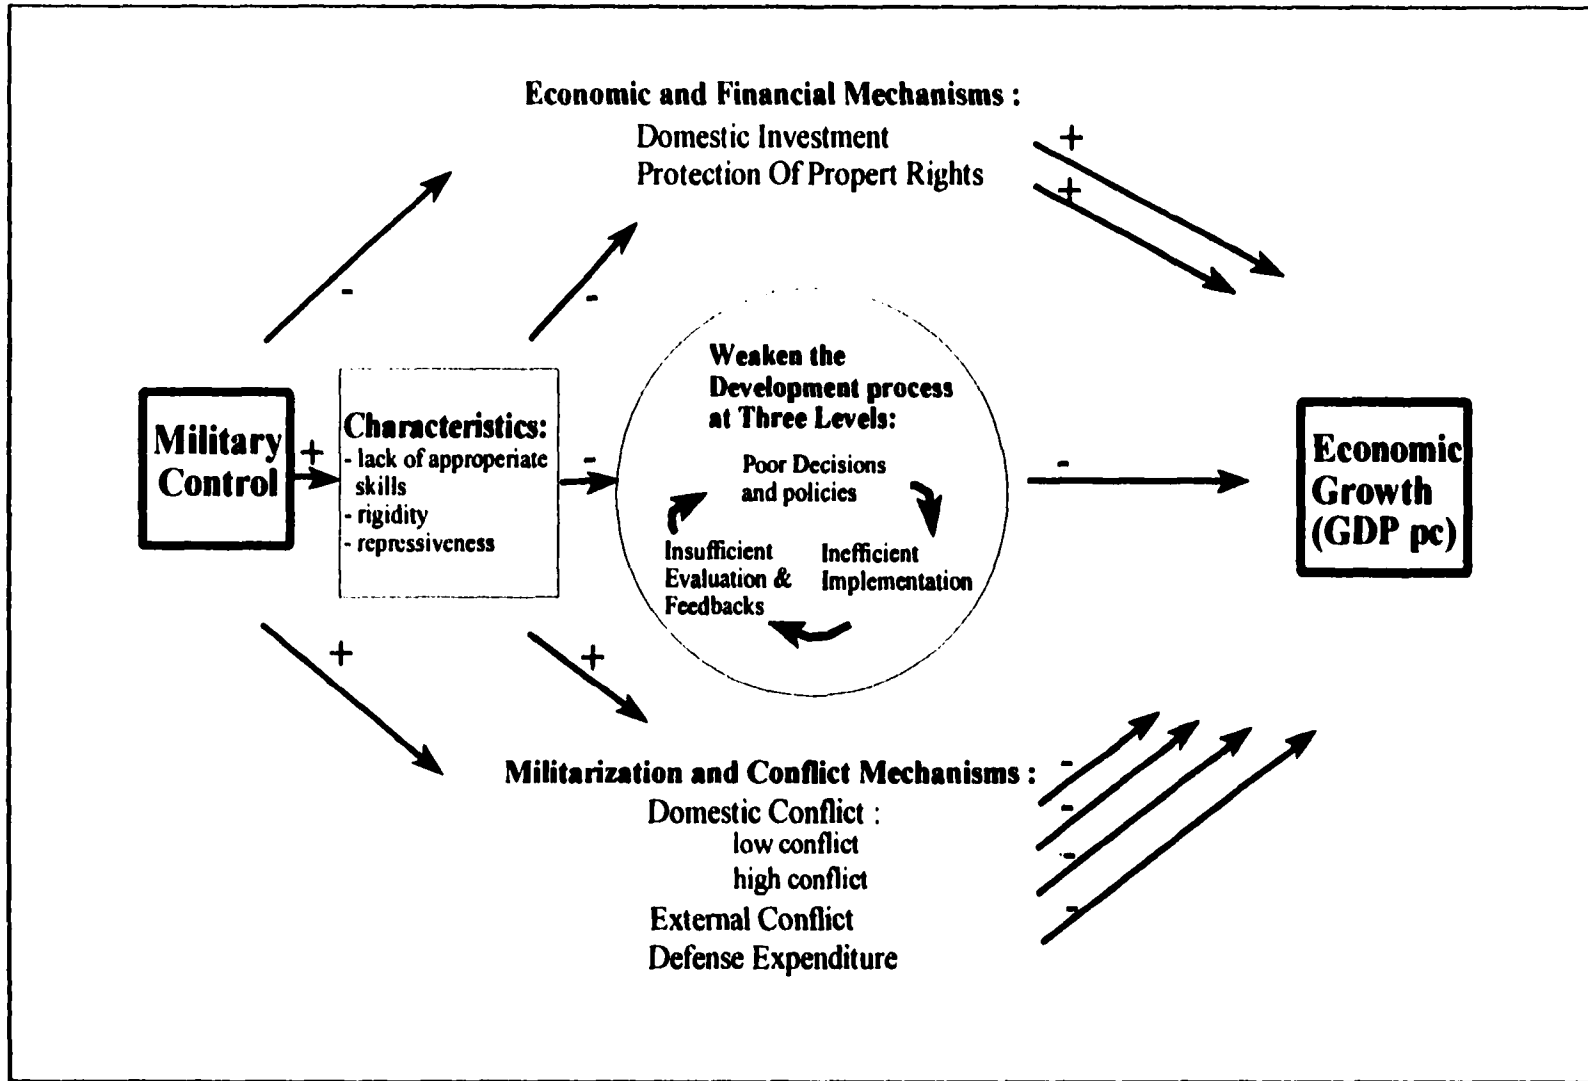 Economic and Financial Mechanisms :
Domestic Investment
Protection Of Propert Rights
+
+
-
-
Military
Control
+
Characteristics:
- lack of approperiate
skills
- rigidity
- repressiveness
-
Weaken the
Development process
at Three Levels:
Poor Decisions
and policies
Inefficient
Implementation
Insufficient
Evaluation &
Feedbacks
-
Economic
Growth
(GDP pc)
+
+
Militarization and Conflict Mechanisms :
Domestic Conflict :
low conflict
high conflict
External Conflict
Defense Expenditure
-
-
-
-